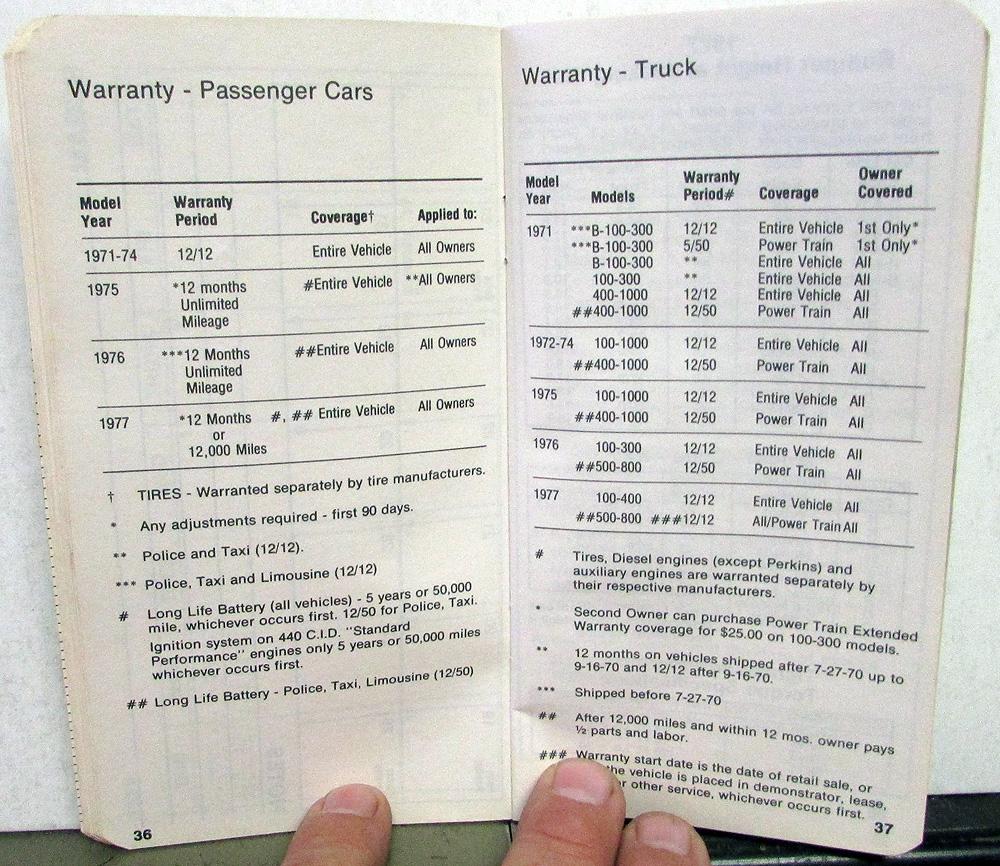 Warranty - Passenger Cars
Model Year Warranty Period Coverage† Applied to:
1971-74 12/12 Entire Vehicle All Owners
1975 *12 months #Entire Vehicle **All Owners
Unlimited
Mileage
1976 ***12 Months ##Entire Vehicle All Owners
Unlimited
Mileage
1977 *12 Months #, ## Entire Vehicle All Owners
or
12,000 Miles
† TIRES - Warranted separately by tire manufacturers.
* Any adjustments required - first 90 days.
** Police and Taxi (12/12).
*** Police, Taxi and Limousine (12/12)
# Long Life Battery (all vehicles) - 5 years or 50,000
mile, whichever occurs first. 12/50 for Police, Taxi.
Ignition system on 440 C.I.D. "Standard
Performance" engines only 5 years or 50,000 miles
whichever occurs first.
## Long Life Battery - Police, Taxi, Limousine (12/50)
36
Warranty - Truck
Model Year Models Warranty Period# Coverage Owner Covered
1971 ***B-100-300 12/12 Entire Vehicle 1st Only*
***B-100-300 5/50 Power Train 1st Only*
B-100-300 ** Entire Vehicle All
100-300 ** Entire Vehicle All
400-1000 12/12 Entire Vehicle All
##400-1000 12/50 Power Train All
1972-74 100-1000 12/12 Entire Vehicle All
##400-1000 12/50 Power Train All
1975 100-1000 12/12 Entire Vehicle All
##400-1000 12/50 Power Train All
1976 100-300 12/12 Entire Vehicle All
##500-800 12/50 Power Train All
1977 100-400 12/12 Entire Vehicle All
##500-800 ###12/12 All/Power Train All
# Tires, Diesel engines (except Perkins) and
auxiliary engines are warranted separately by
their respective manufacturers.
* Second Owner can purchase Power Train Extended
Warranty coverage for $25.00 on 100-300 models.
** 12 months on vehicles shipped after 7-27-70 up to
9-16-70 and 12/12 after 9-16-70.
*** Shipped before 7-27-70
## After 12,000 miles and within 12 mos. owner pays
½ parts and labor.
### Warranty start date is the date of retail sale, or
the vehicle is placed in demonstrator, lease,
other service, whichever occurs first.
37